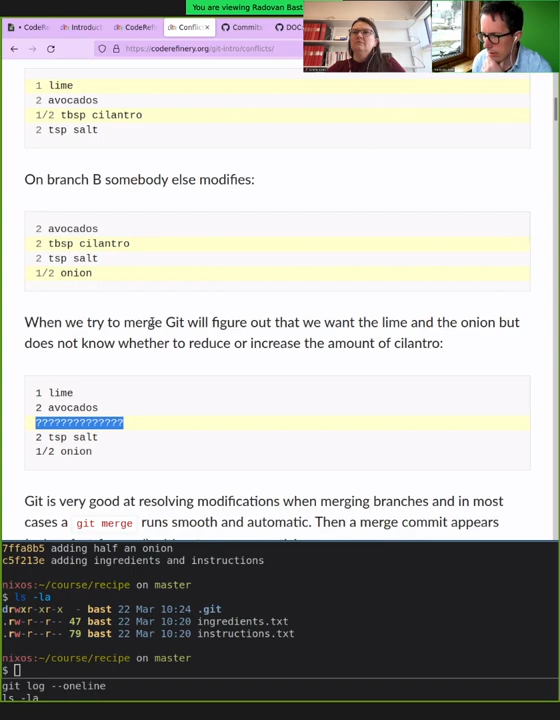 You are viewing Radovan Bast
CodeR
Introduct
CodeRef
Conflic
Commits
DOC
https://coderefinery.org/git-intro/conflicts/
1 lime
2 avocados
1/2 tbsp cilantro
2 tsp salt
On branch B somebody else modifies:
2 avocados
2 tbsp cilantro
2 tsp salt
1/2 onion
When we try to merge Git will figure out that we want the lime and the onion but
does not know whether to reduce or increase the amount of cilantro:
1 lime
2 avocados
??????????????
2 tsp salt
1/2 onion
Git is very good at resolving modifications when merging branches and in most
cases a git merge runs smooth and automatic. Then a merge commit appears
7ffa8b5 adding half an onion
c5f213e adding ingredients and instructions
nixos:~/course/recipe on master
$ ls -la
drwxr-xr-x - bast 22 Mar 10:24 .git
.rw-r--r-- 47 bast 22 Mar 10:20 ingredients.txt
.rw-r--r-- 79 bast 22 Mar 10:20 instructions.txt
nixos:~/course/recipe on master
$
git log --oneline
ls -la